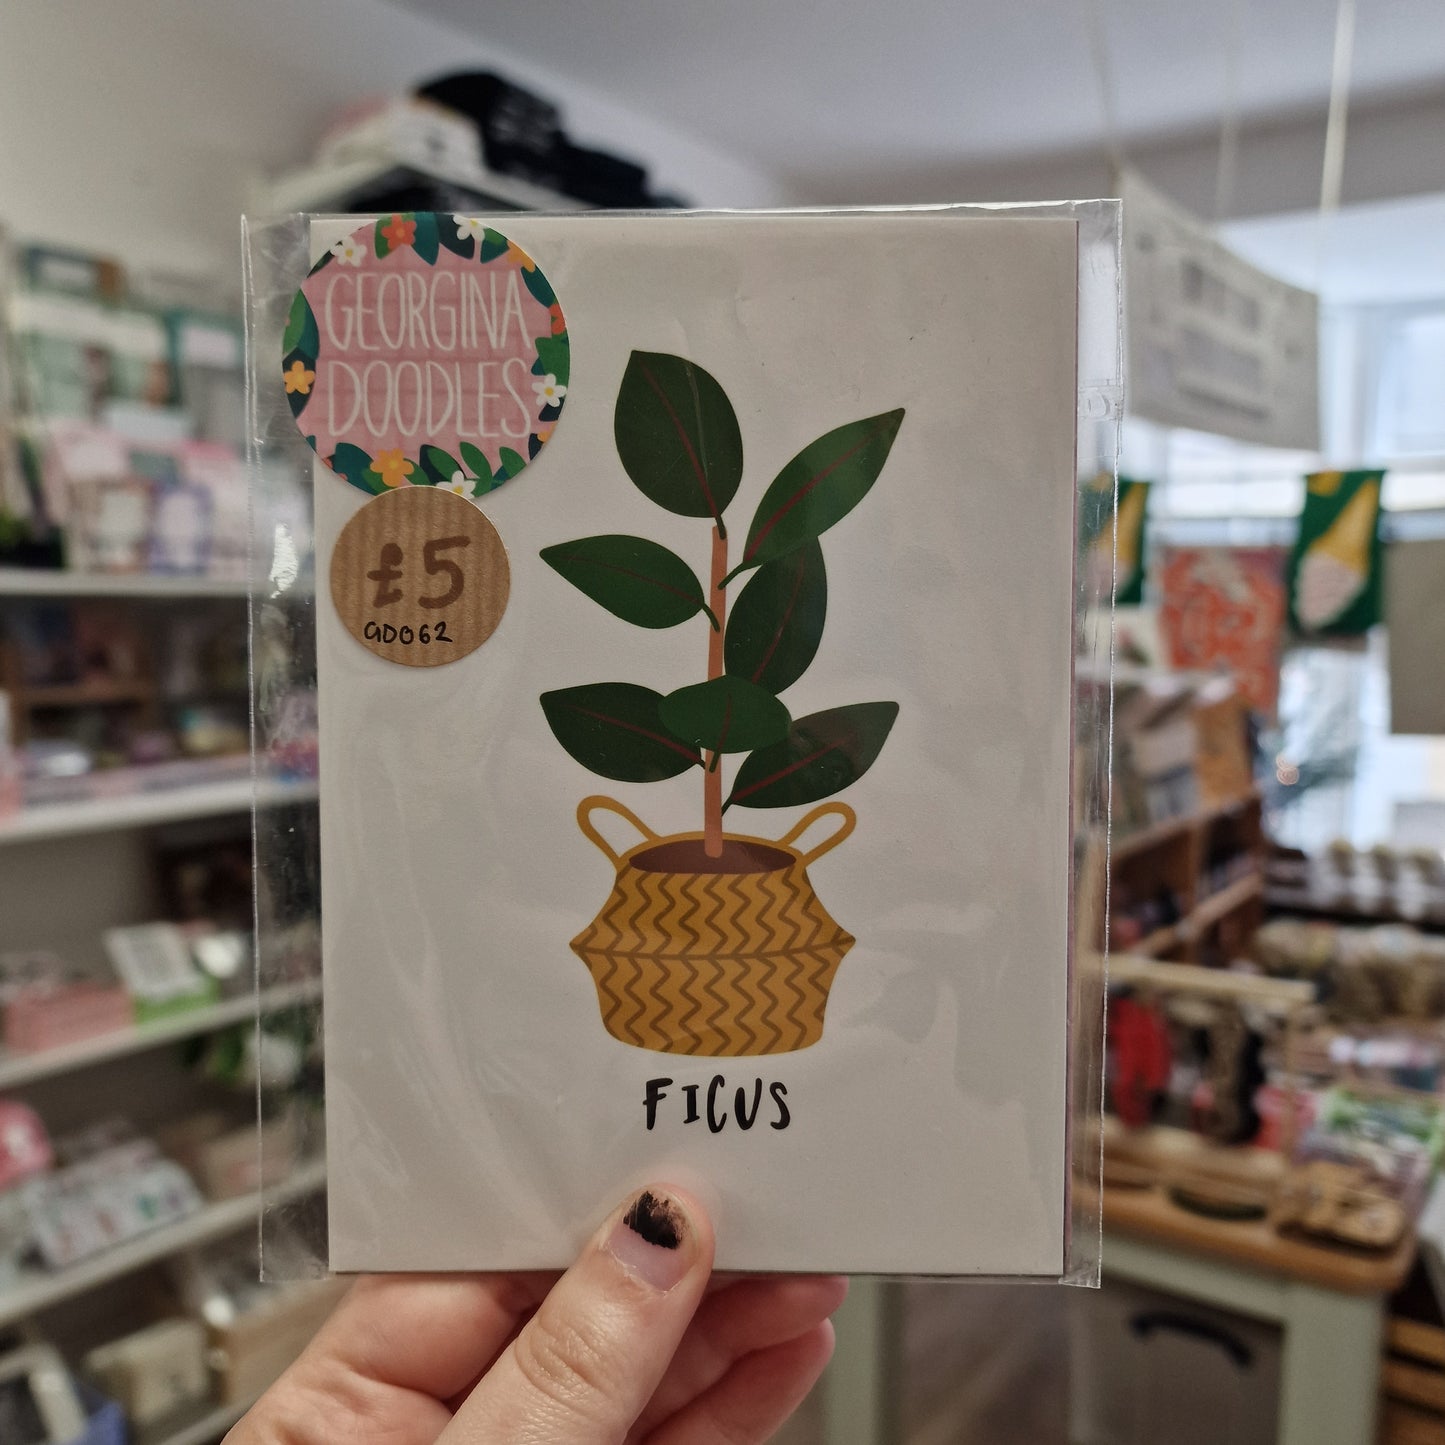 GEORGINA
DOODLES
£5
GD062
FICUS